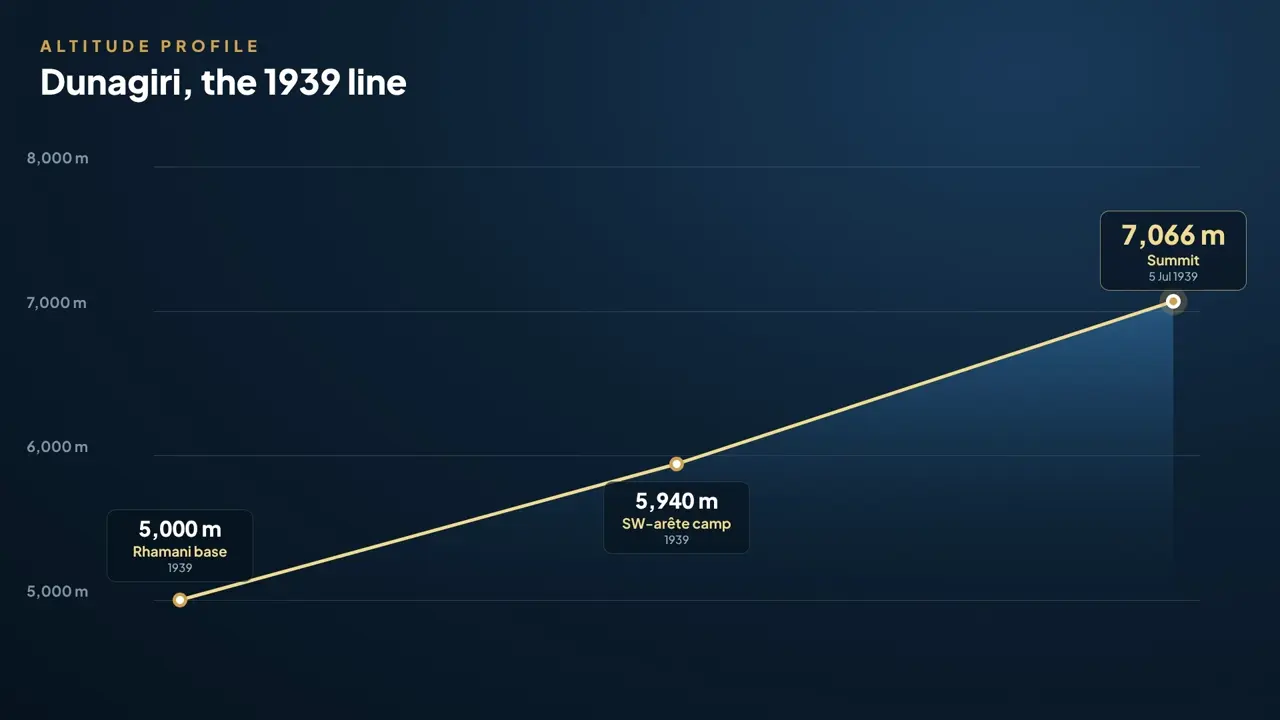 ALTITUDE PROFILE
Dunagiri, the 1939 line
8,000 m
7,066 m
Summit
5 Jul 1939
7,000 m
6,000 m
5,940 m
SW-arête camp
1939
5,000 m
Rhamani base
1939
5,000 m